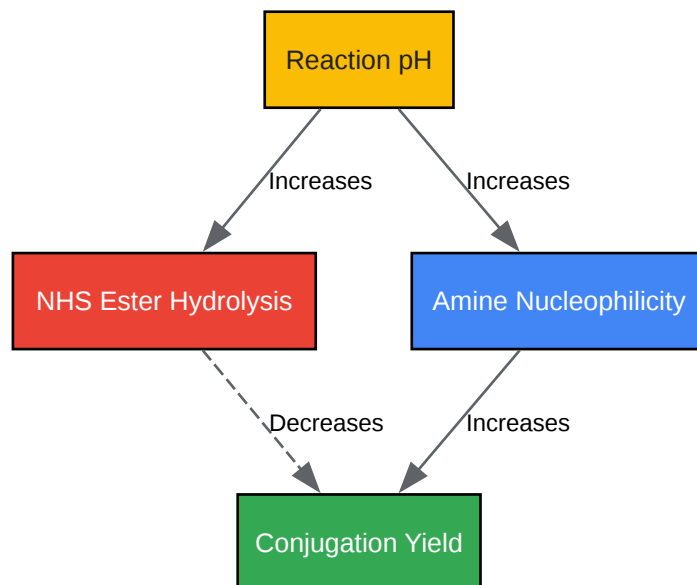 Reaction pH
Increases
Increases
NHS Ester Hydrolysis
Amine Nucleophilicity
Decreases
Increases
Conjugation Yield